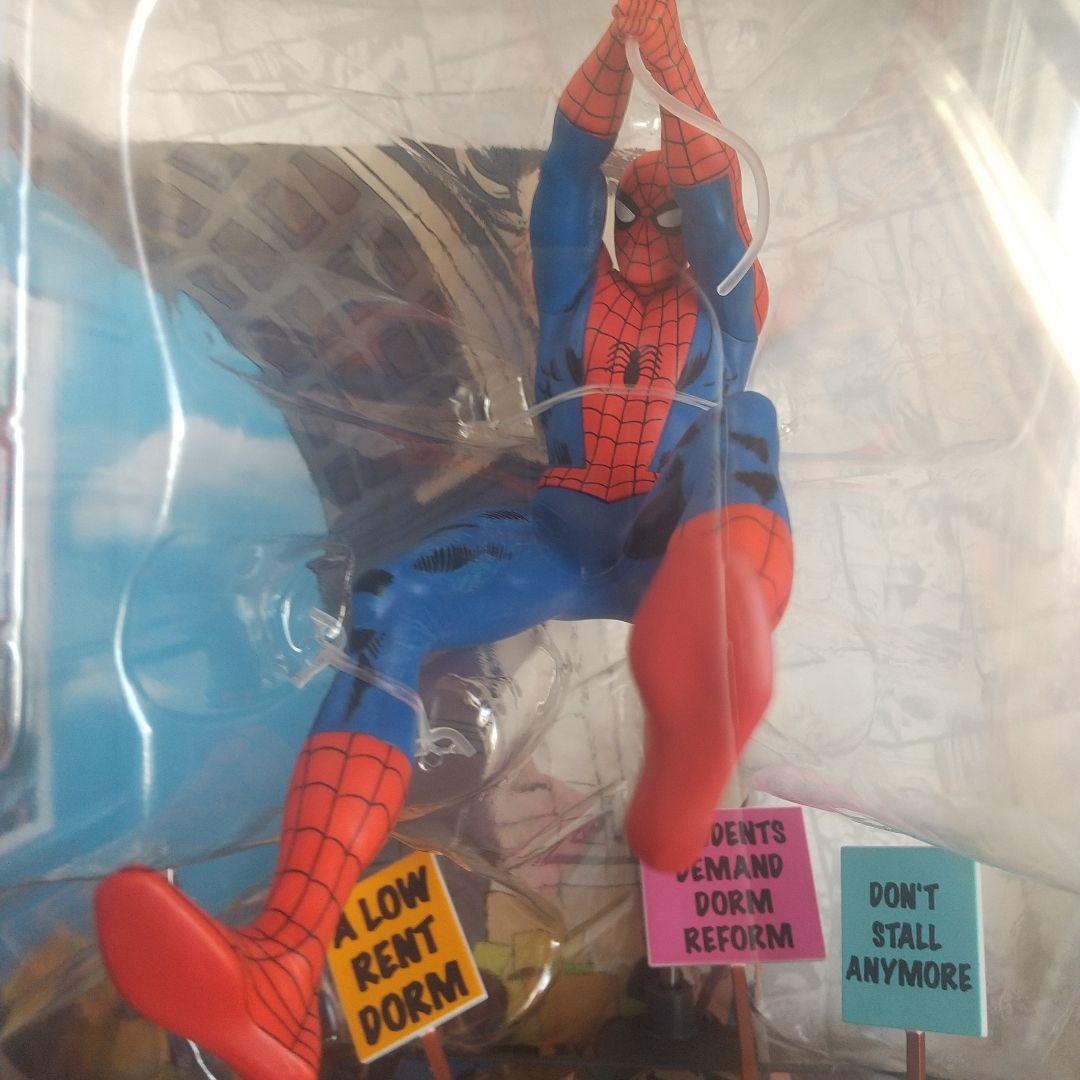 A LOW
RENT
DORM
DEMAND
DORM
REFORM
DON'T
STALL
ANYMORE